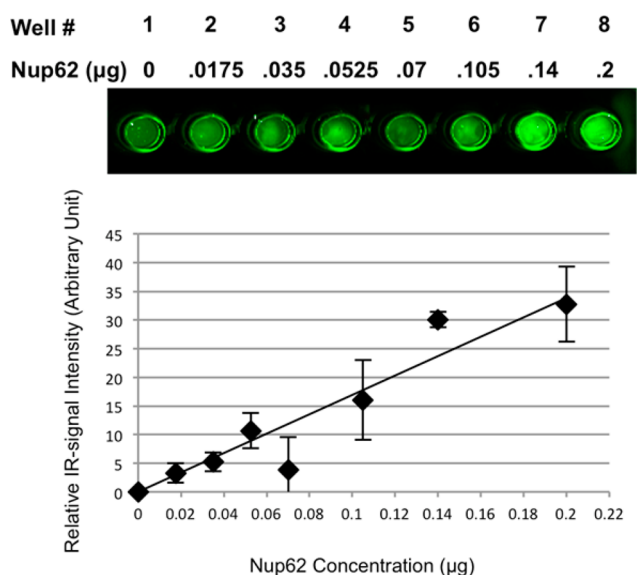 Well # 1 2 3 4 5 6 7 8
Nup62 (µg) 0 .0175 .035 .0525 .07 .105 .14 .2
Relative IR-signal Intensity (Arbitrary Unit)
45
40
35
30
25
20
15
10
5
0
0 0.02 0.04 0.06 0.08 0.1 0.12 0.14 0.16 0.18 0.2 0.22
Nup62 Concentration (µg)